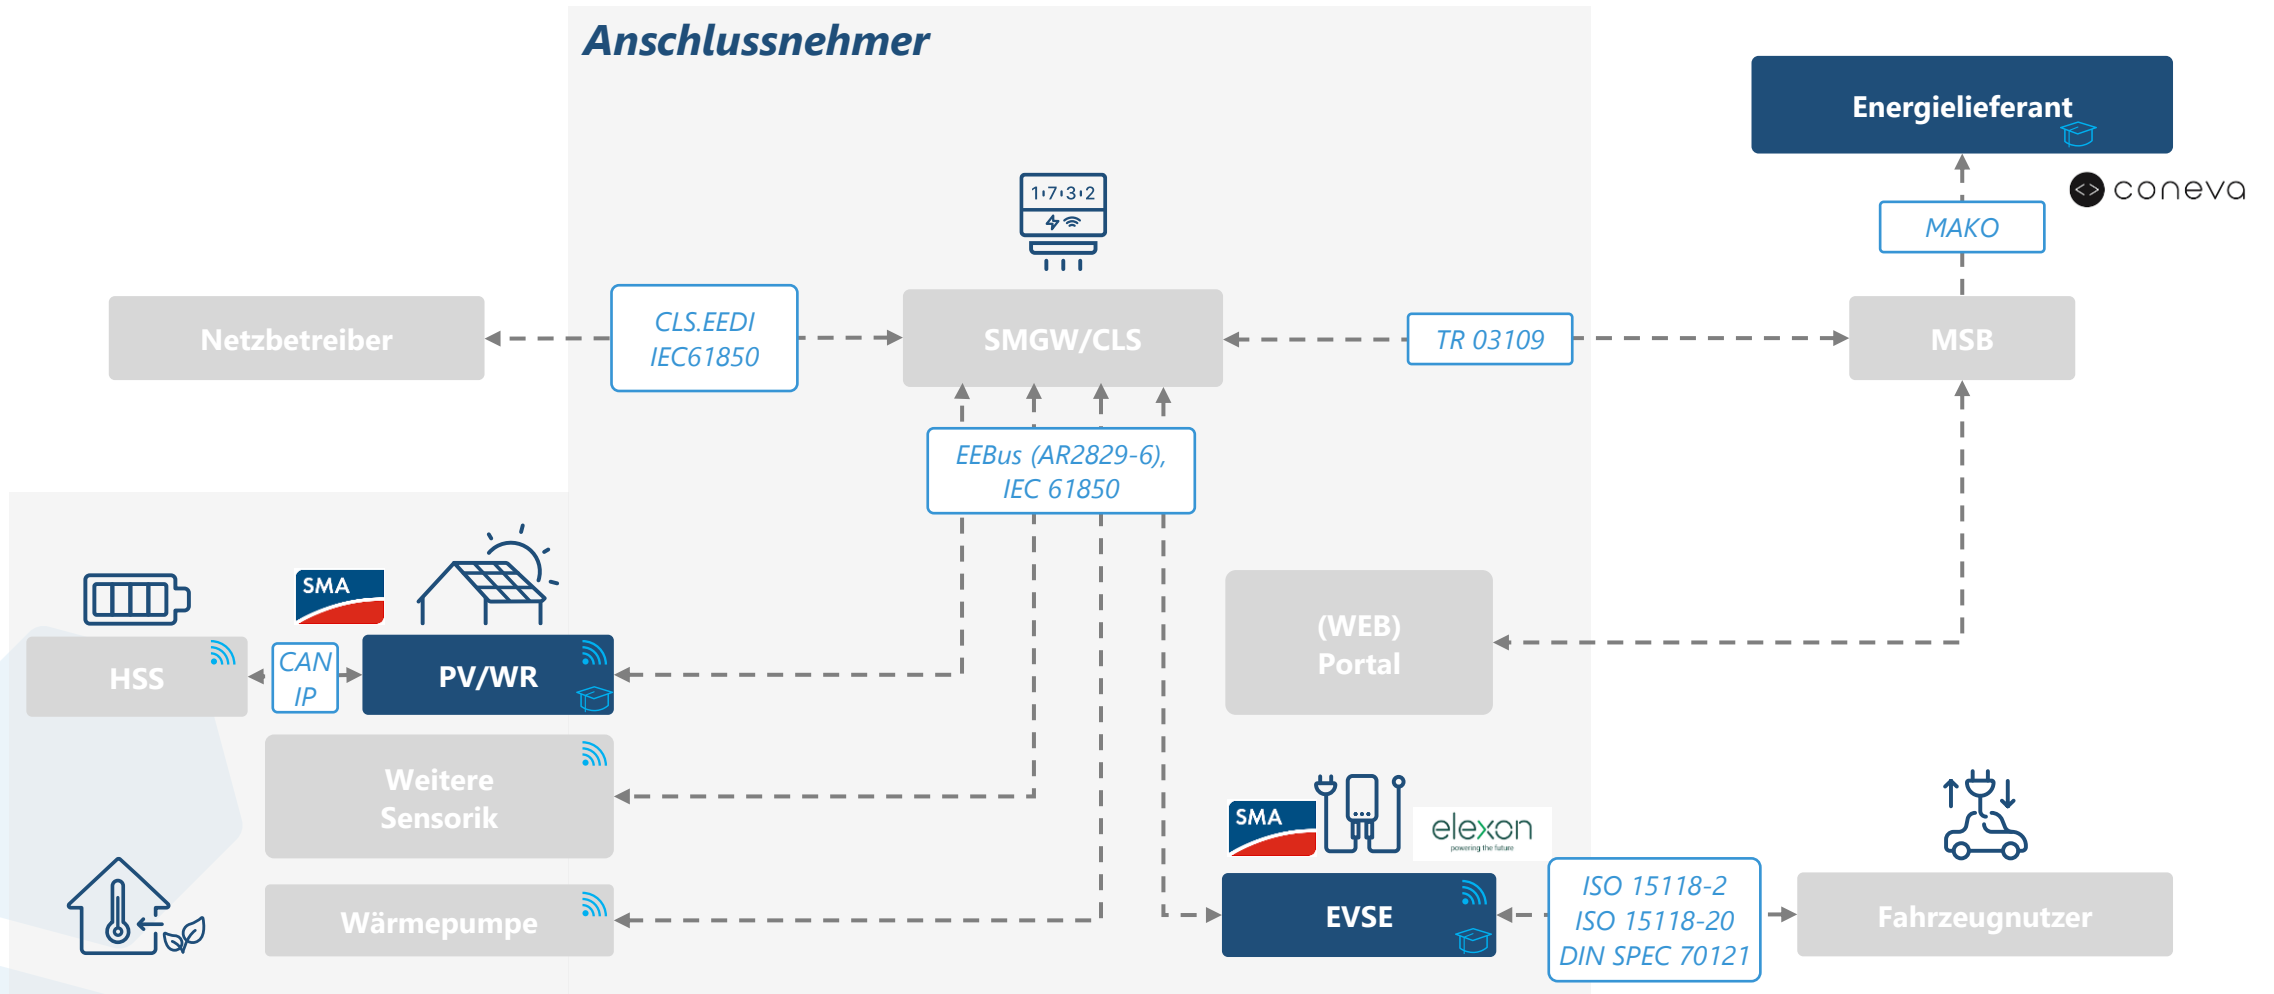 Anschlussnehmer
Energielieferant
coneva
MAKO
1 7 3 2
Netzbetreiber
CLS.EEDI
IEC61850
SMGW/CLS
TR 03109
MSB
EEBus (AR2829-6),
IEC 61850
SMA
HSS
CAN
IP
PV/WR
(WEB)
Portal
Weitere
Sensorik
SMA
elexon
powering the future
Wärmepumpe
EVSE
ISO 15118-2
ISO 15118-20
DIN SPEC 70121
Fahrzeugnutzer